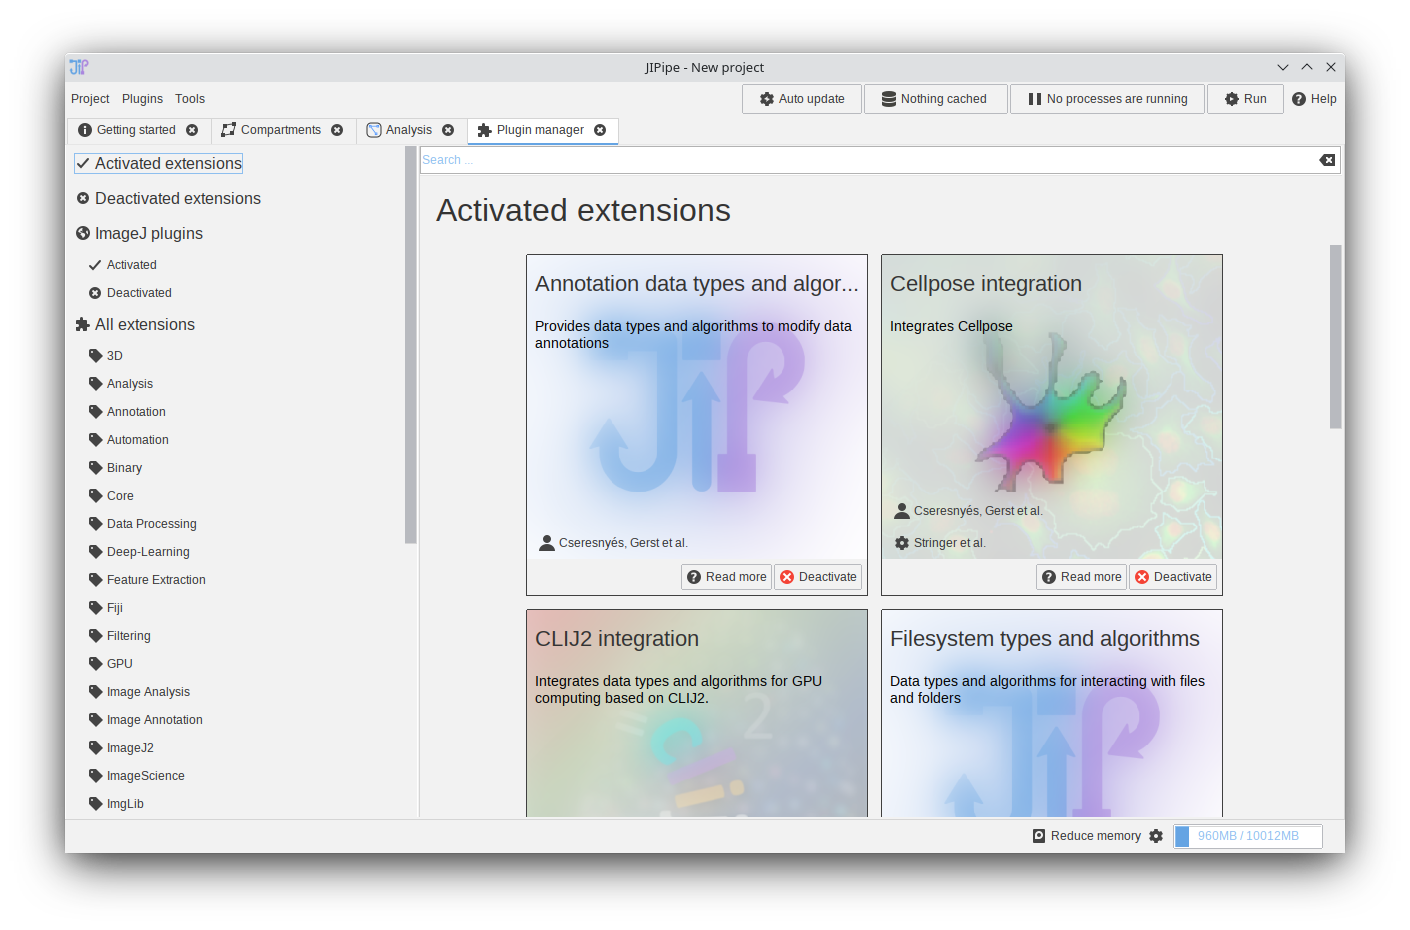 JIPipe - New project
Project Plugins Tools
Auto update
Nothing cached
No processes are running
Run
Help
Getting started
Compartments
Analysis
Plugin manager
Activated extensions
Deactivated extensions
ImageJ plugins
Activated
Deactivated
All extensions
3D
Analysis
Annotation
Automation
Binary
Core
Data Processing
Deep-Learning
Feature Extraction
Fiji
Filtering
GPU
Image Analysis
Image Annotation
ImageJ2
ImageScience
ImgLib
Search ...
Activated extensions
Annotation data types and algor...
Provides data types and algorithms to modify data
annotations
Cseresnyés, Gerst et al.
Read more
Deactivate
Cellpose integration
Integrates Cellpose
Cseresnyés, Gerst et al.
Stringer et al.
Read more
Deactivate
CLIJ2 integration
Integrates data types and algorithms for GPU
computing based on CLIJ2.
2
Filesystem types and algorithms
Data types and algorithms for interacting with files
and folders
Reduce memory
960MB / 10012MB